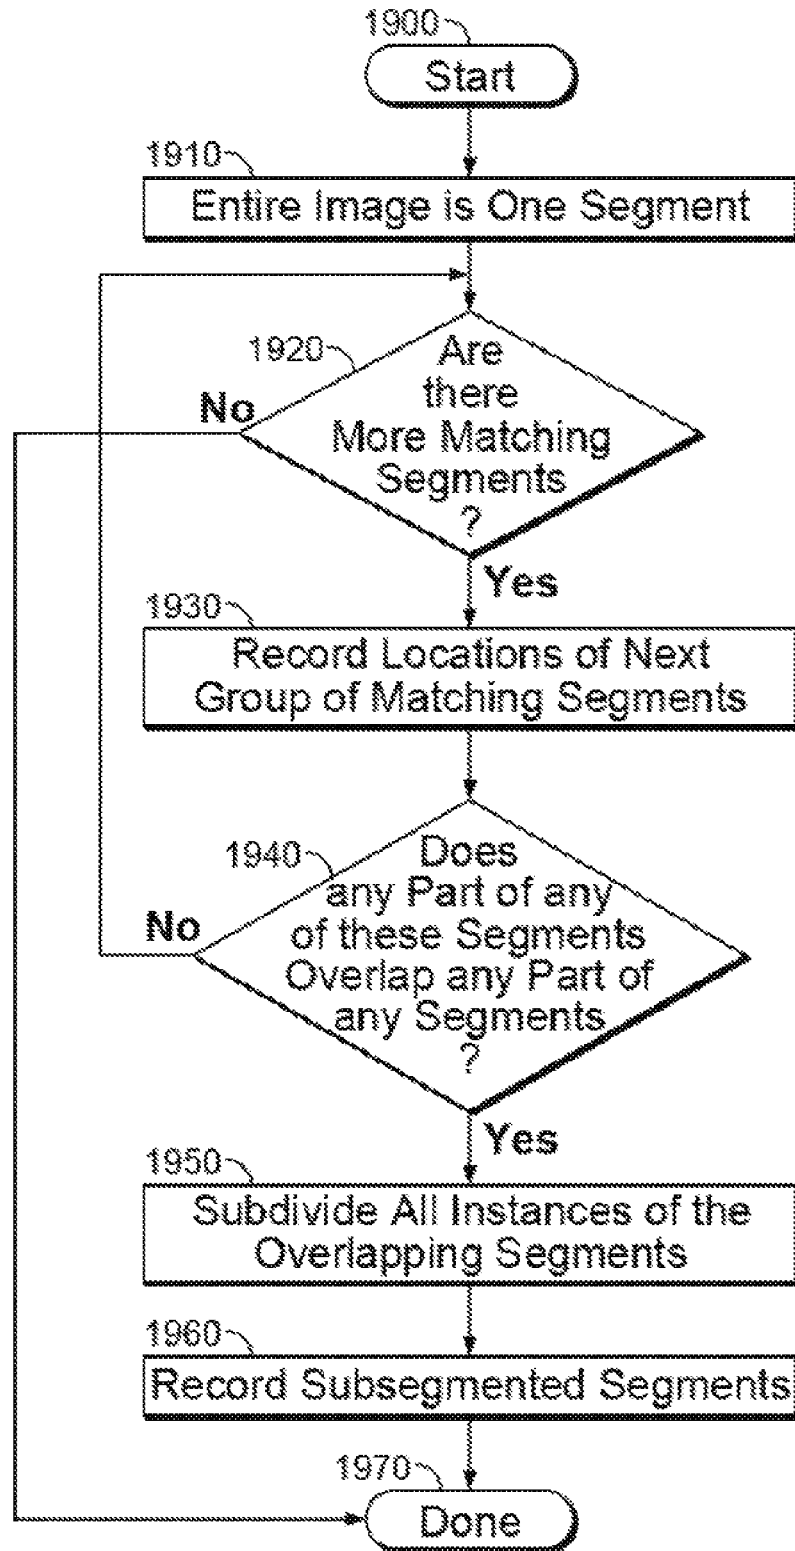 1900
Start
1910
Entire Image is One Segment
1920
Are
there
More Matching
Segments
?
No
Yes
1930
Record Locations of Next
Group of Matching Segments
1940
Does
any Part of any
of these Segments
Overlap any Part of
any Segments
?
No
Yes
1950
Subdivide All Instances of the
Overlapping Segments
1960
Record Subsegmented Segments
1970
Done